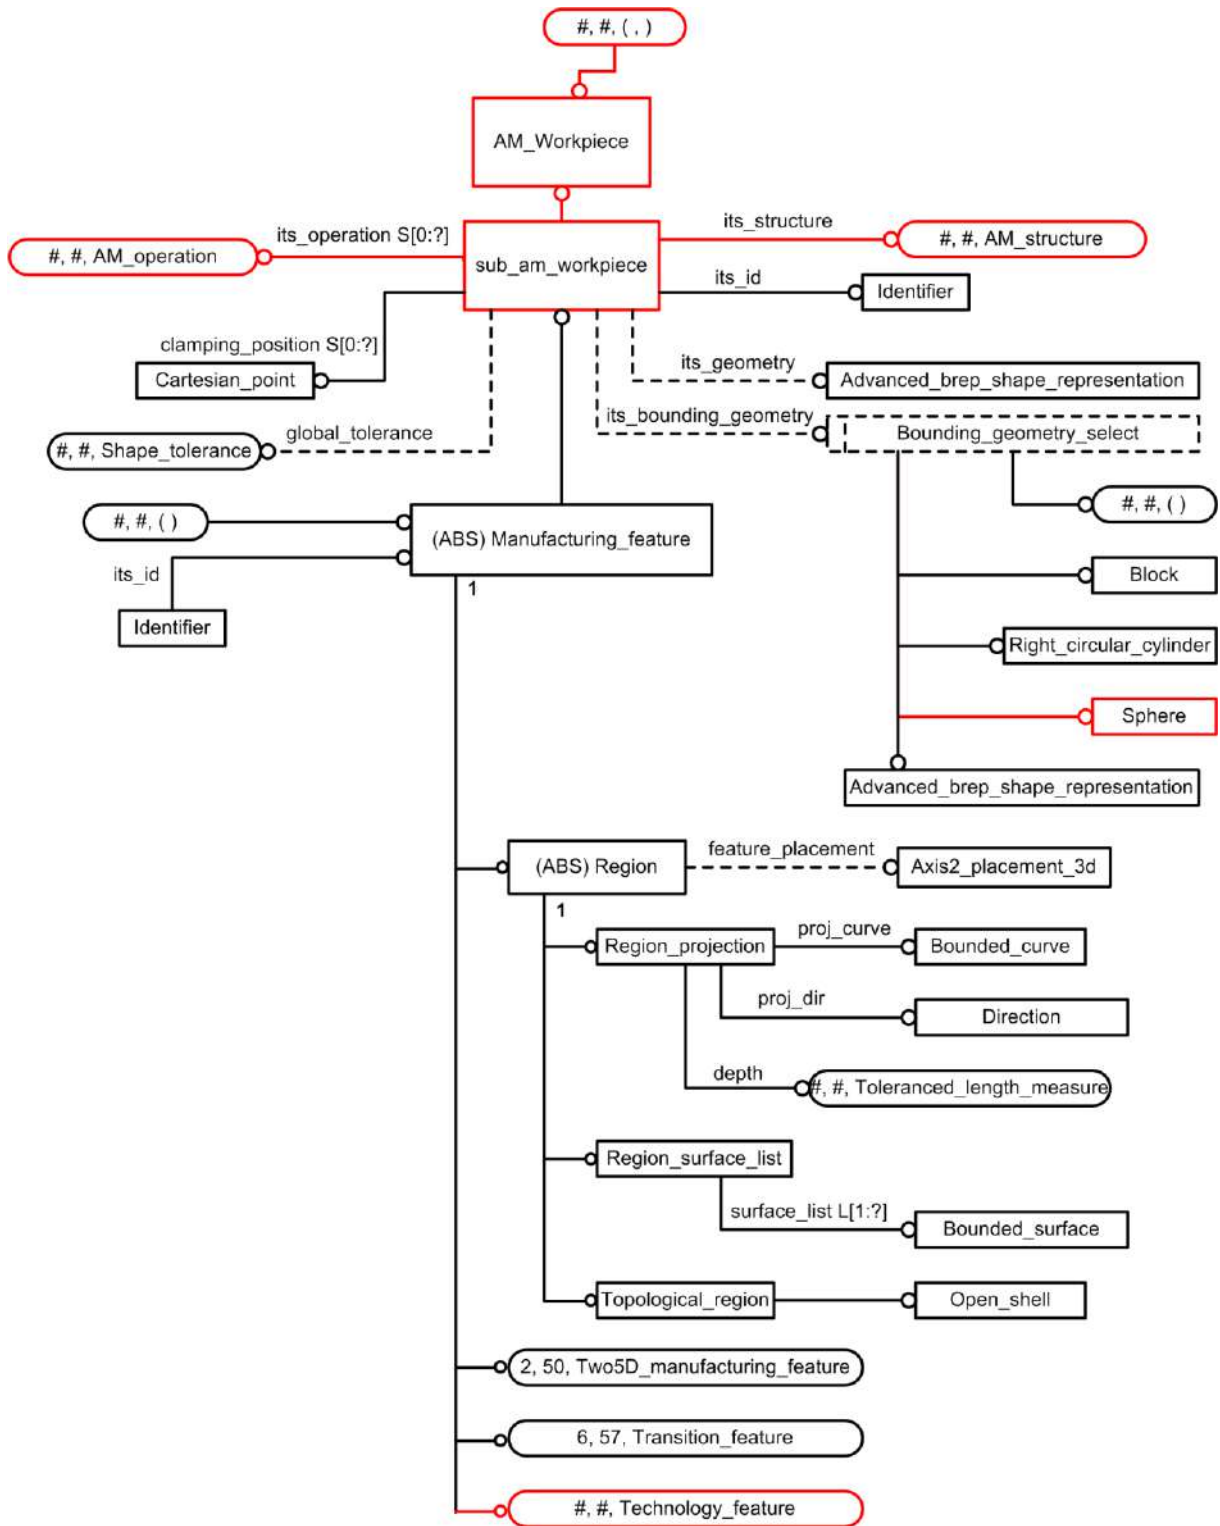 #, #, ( , )
AM_Workpiece
its_operation S[0:?]
its_structure
#, #, AM_operation
sub_am_workpiece
#, #, AM_structure
its_id
Identifier
clamping_position S[0:?]
Cartesian_point
its_geometry
Advanced_brep_shape_representation
its_bounding_geometry
Bounding_geometry_select
global_tolerance
#, #, Shape_tolerance
#, #, ( )
#, #, ( )
(ABS) Manufacturing_feature
its_id
1
Identifier
Block
Right_circular_cylinder
Sphere
Advanced_brep_shape_representation
(ABS) Region
feature_placement
Axis2_placement_3d
1
Region_projection
proj_curve
Bounded_curve
proj_dir
Direction
depth
#, #, Toleranced_length_measure
Region_surface_list
surface_list L[1:?]
Bounded_surface
Topological_region
Open_shell
2, 50, Two5D_manufacturing_feature
6, 57, Transition_feature
#, #, Technology_feature